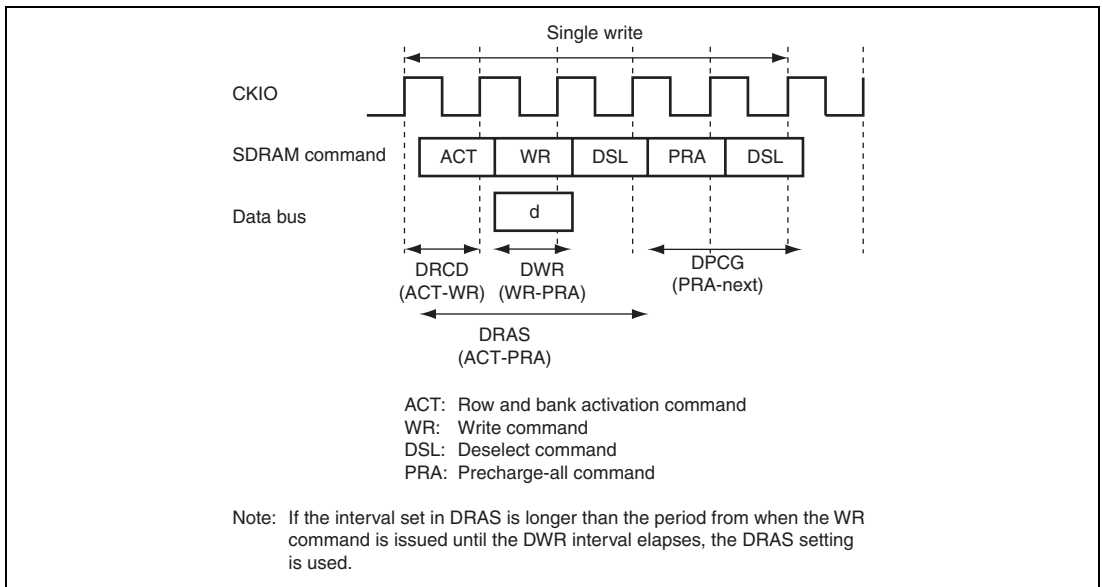 Single write
CKIO
SDRAM command ACT WR DSL PRA DSL
Data bus d
DRCD DWR DPCG
(ACT-WR) (WR-PRA) (PRA-next)
DRAS
(ACT-PRA)
ACT: Row and bank activation command
WR: Write command
DSL: Deselect command
PRA: Precharge-all command
Note: If the interval set in DRAS is longer than the period from when the WR
command is issued until the DWR interval elapses, the DRAS setting
is used.